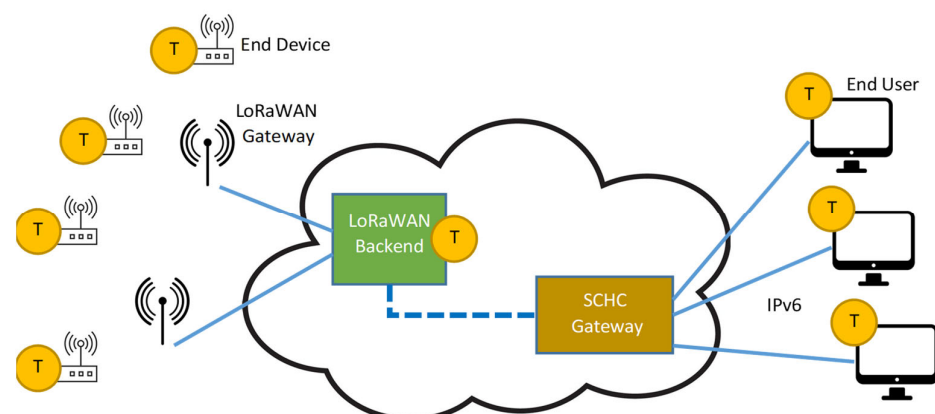 T
End Device
T
LoRaWAN
Gateway
T
T
LoRaWAN
Backend
T
SCHC
Gateway
T
End User
T
IPv6
T